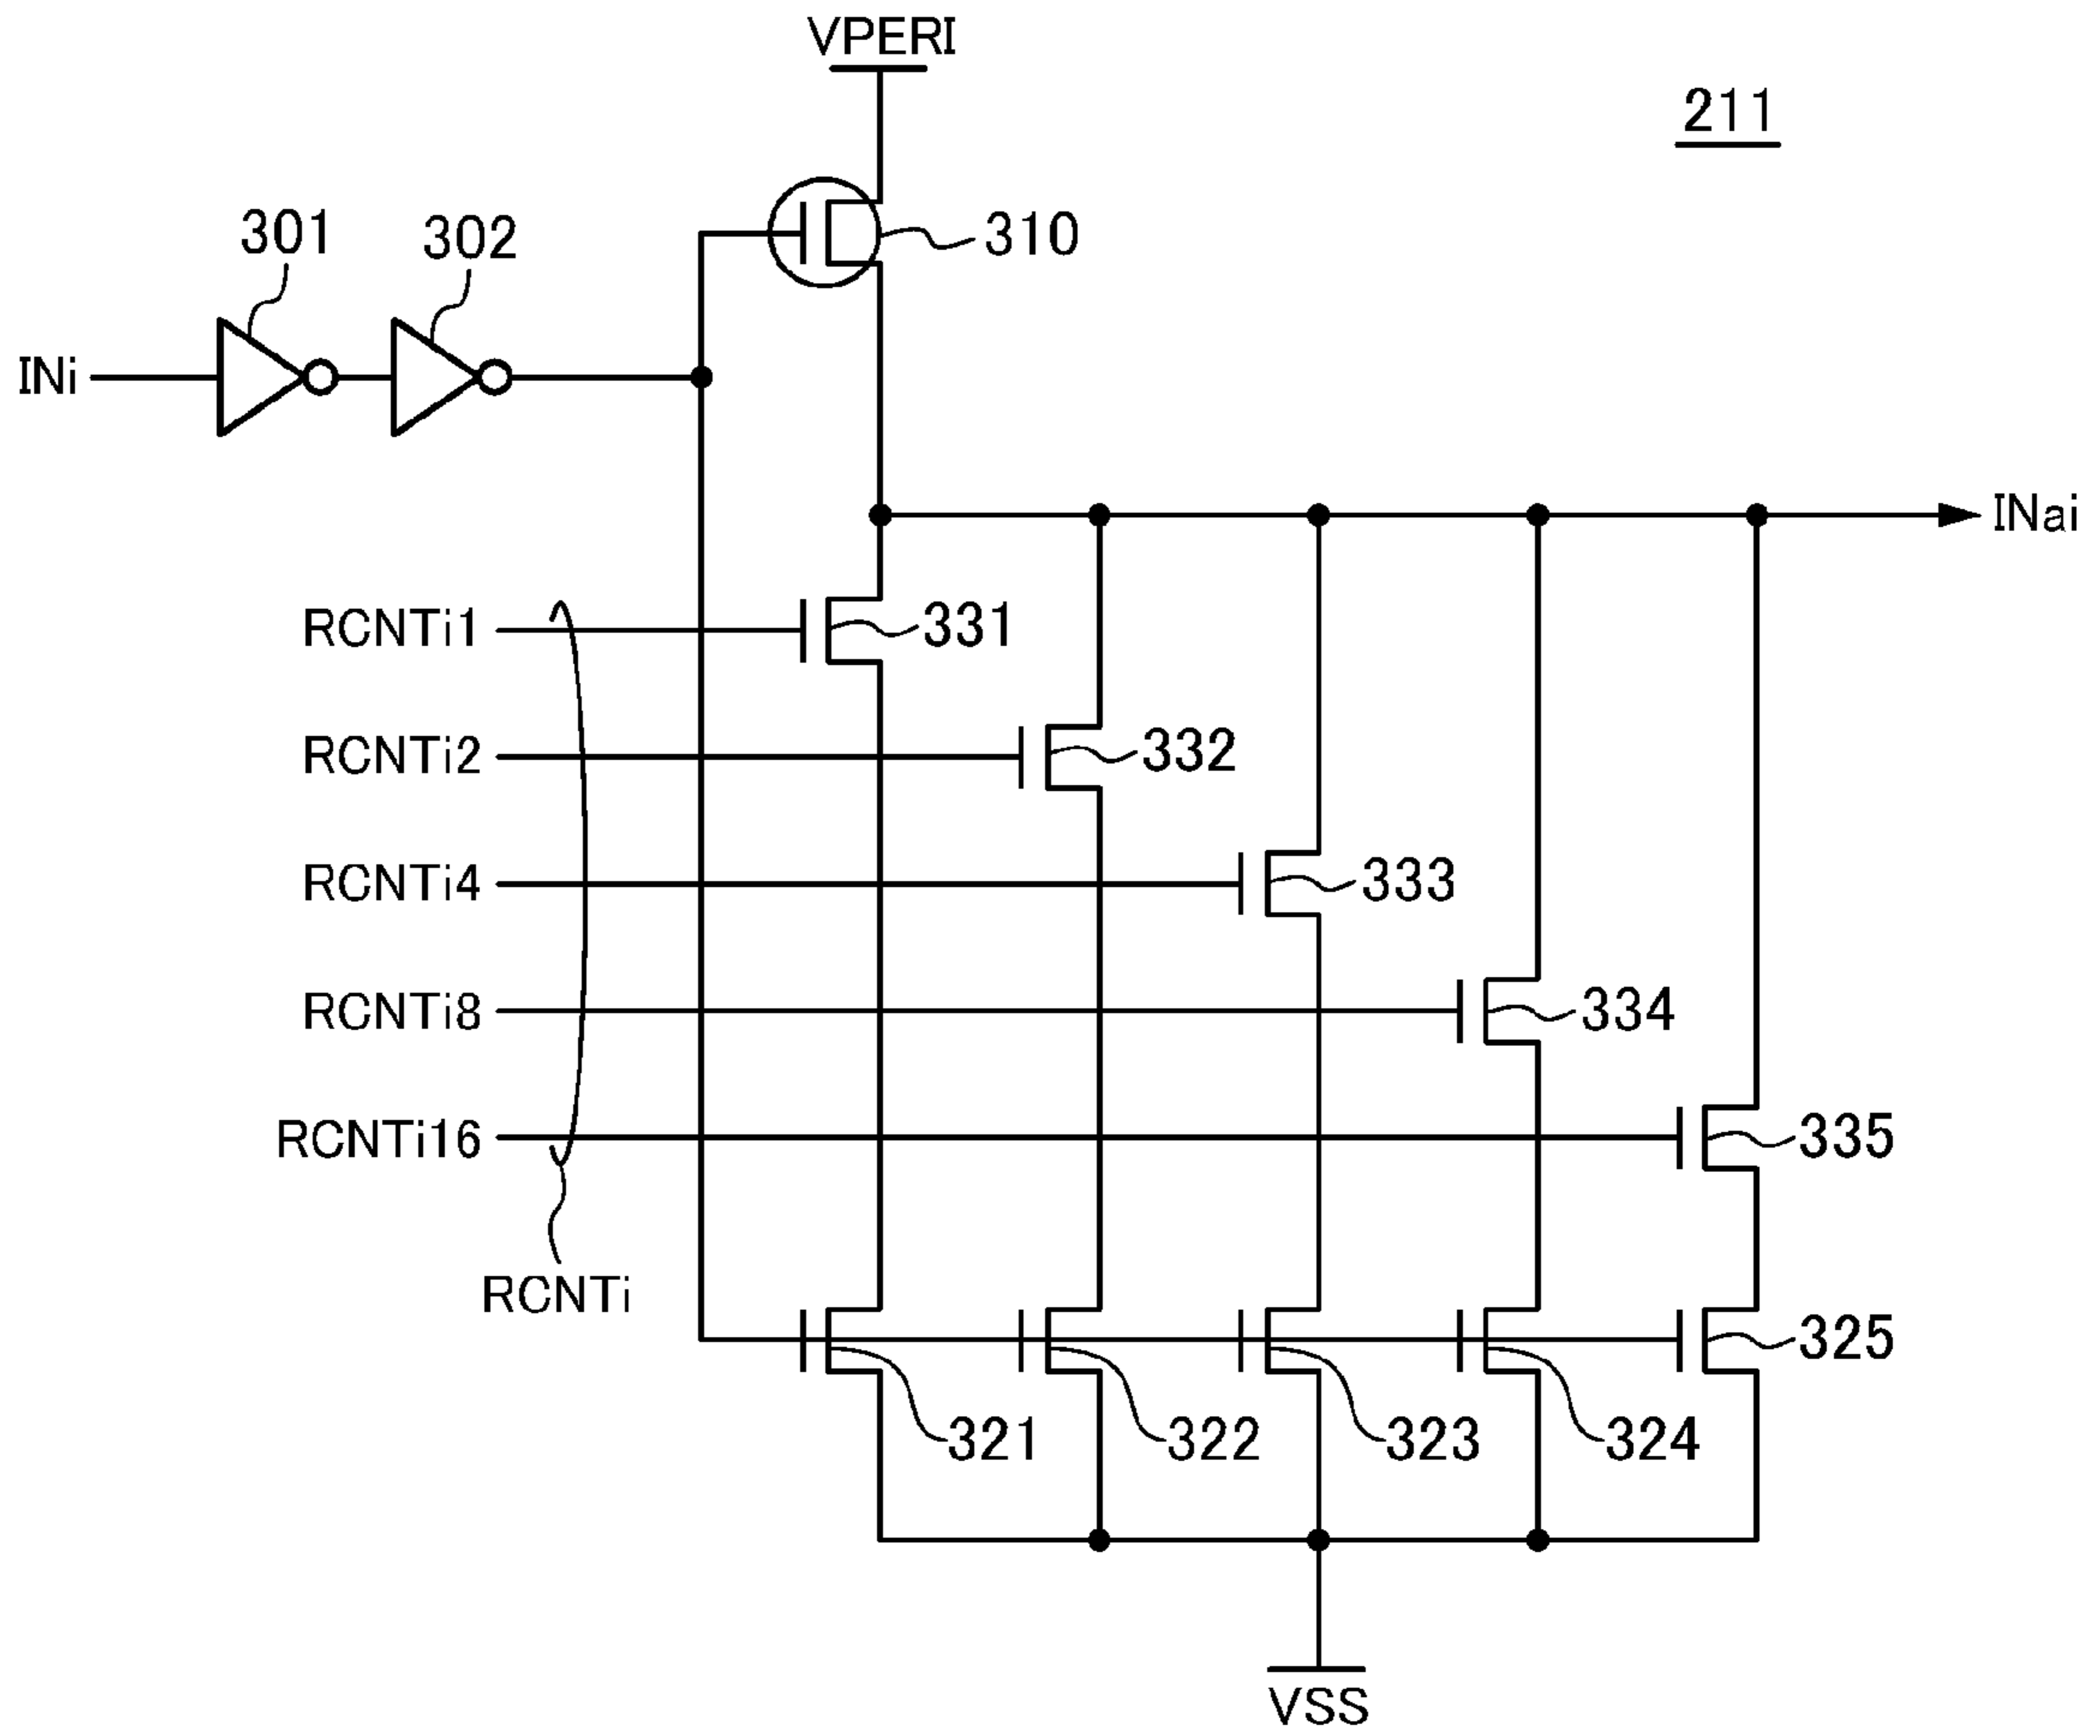 VPERI
211
301
302
310
INi
INai
RCNTi1
331
RCNTi2
332
RCNTi4
333
RCNTi8
334
RCNTi16
335
RCNTi
325
321
322
323
324
VSS